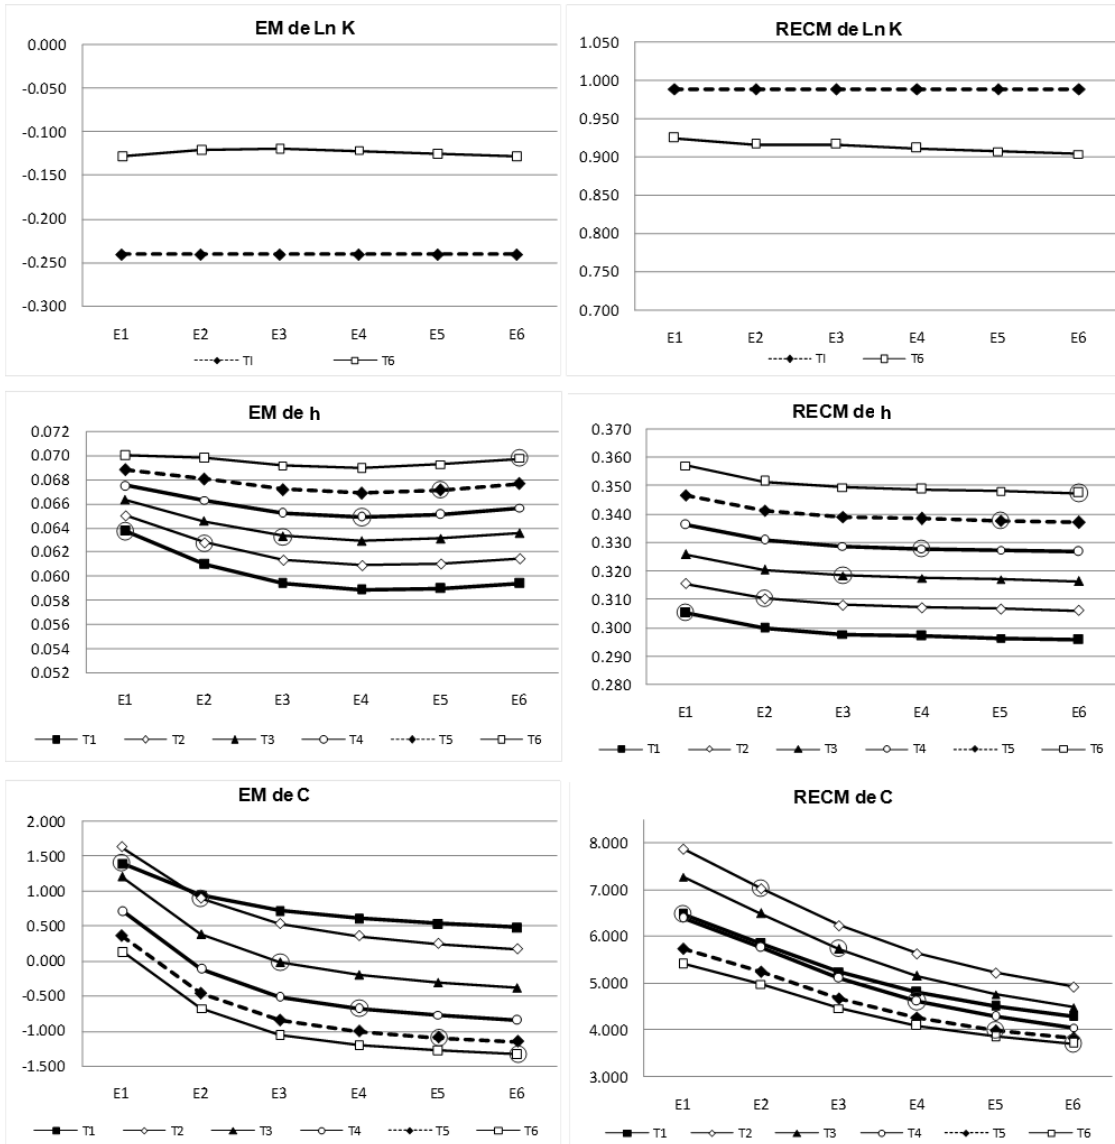 EM de Ln K
0.000
-0.050
-0.100
-0.150
-0.200
-0.250
-0.300
E1 E2 E3 E4 E5 E6
TI T6
RECM de Ln K
1.050
1.000
0.950
0.900
0.850
0.800
0.750
0.700
E1 E2 E3 E4 E5 E6
TI T6
EM de h
0.072
0.070
0.068
0.066
0.064
0.062
0.060
0.058
0.056
0.054
0.052
E1 E2 E3 E4 E5 E6
T1 T2 T3 T4 T5 T6
RECM de h
0.370
0.360
0.350
0.340
0.330
0.320
0.310
0.300
0.290
0.280
E1 E2 E3 E4 E5 E6
T1 T2 T3 T4 T5 T6
EM de C
2.000
1.500
1.000
0.500
0.000
-0.500
-1.000
-1.500
E1 E2 E3 E4 E5 E6
T1 T2 T3 T4 T5 T6
RECM de C
8.000
7.000
6.000
5.000
4.000
3.000
E1 E2 E3 E4 E5 E6
T1 T2 T3 T4 T5 T6